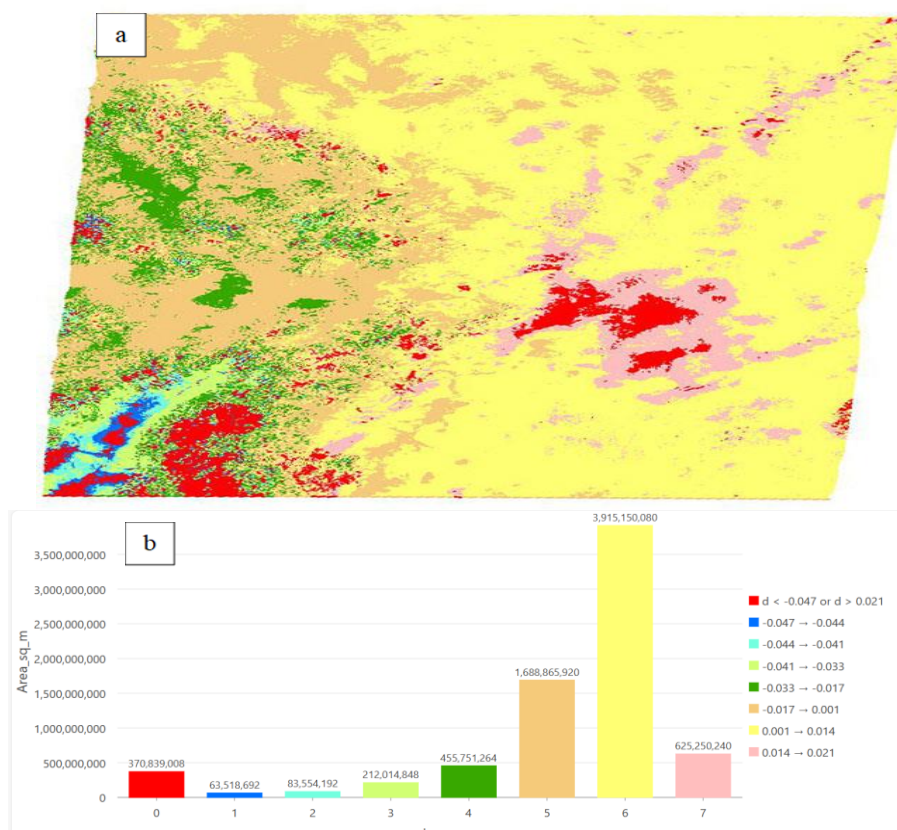 a
b
3,915,150,080
3,500,000,000
3,000,000,000
2,500,000,000
2,000,000,000
1,500,000,000
1,000,000,000
500,000,000
0
Area_sq_m
370,839,008
63,518,692
83,554,192
212,014,848
455,751,264
1,688,865,920
625,250,240
0 1 2 3 4 5 6 7
d < -0.047 or d > 0.021
-0.047 → -0.044
-0.044 → -0.041
-0.041 → -0.033
-0.033 → -0.017
-0.017 → 0.001
0.001 → 0.014
0.014 → 0.021